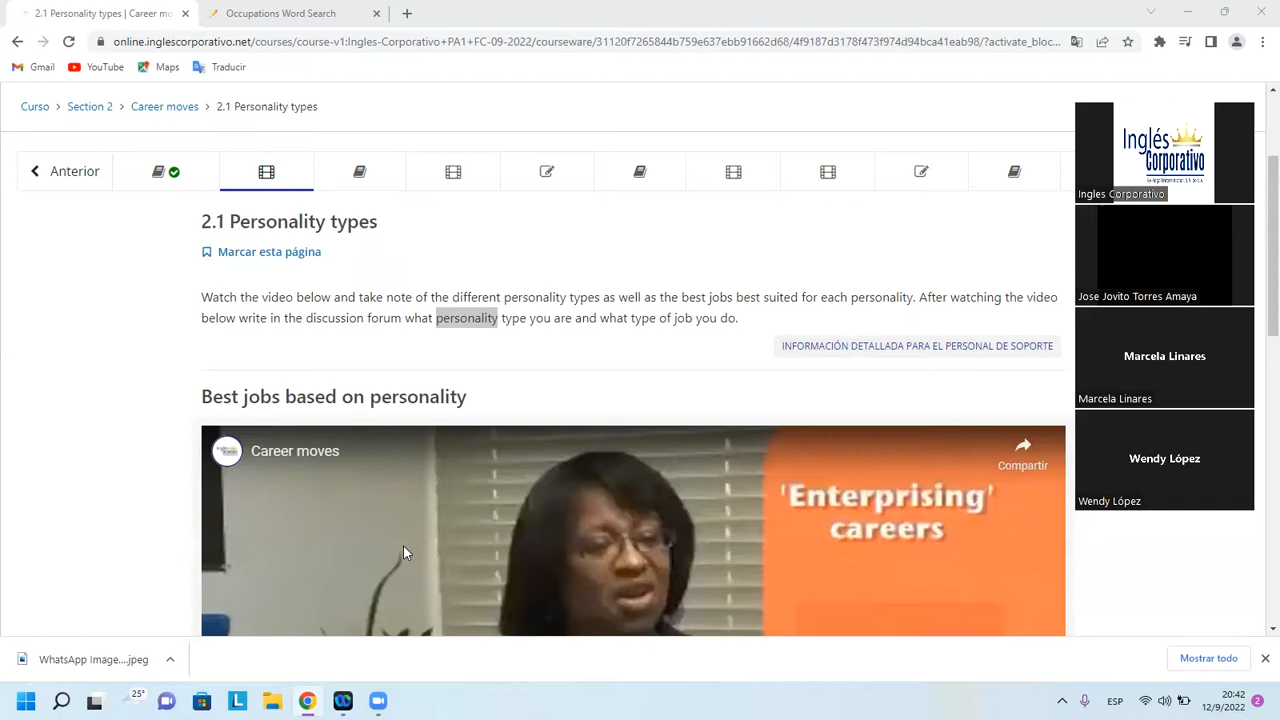 2.1 Personality types | Career mo
Occupations Word Search
online.inglescorporativo.net/courses/course-v1:Ingles-Corporativo+PA1+FC-09-2022/courseware/31120f7265844b759e637ebb91662d68/4f9187d3178f473f974d94bca41eab98/?activate_bloc...
Gmail
YouTube
Maps
Traducir
Curso > Section 2 > Career moves > 2.1 Personality types
Anterior
2.1 Personality types
Marcar esta página
Watch the video below and take note of the different personality types as well as the best jobs best suited for each personality. After watching the video
below write in the discussion forum what personality type you are and what type of job you do.
INFORMACIÓN DETALLADA PARA EL PERSONAL DE SOPORTE
Best jobs based on personality
Career moves
Compartir
'Enterprising'
careers
Inglés
Corporativo
Ingles Corporativo
Jose Jovito Torres Amaya
Marcela Linares
Marcela Linares
Wendy López
Wendy López
WhatsApp Image....jpeg
Mostrar todo
25°
ESP
20:42
12/9/2022
2